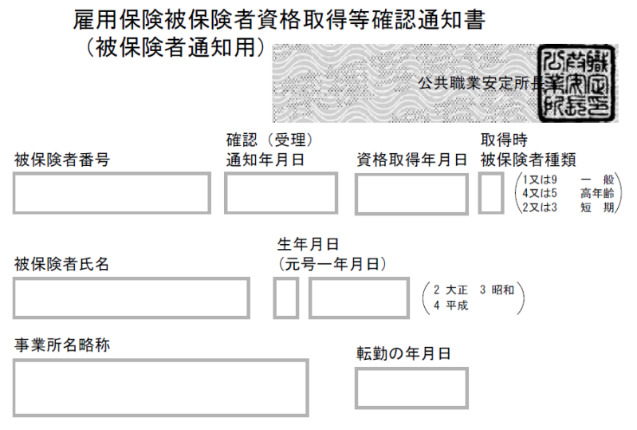 雇用保険被保険者資格取得等確認通知書
（被保険者通知用）
公共職業安定所長
被保険者番号
確認（受理）
通知年月日
資格取得年月日
取得時
被保険者種類
1又は9 一 般
4又は5 高年齢
2又は3 短 期
被保険者氏名
生年月日
（元号ー年月日）
2 大正 3 昭和
4 平成
事業所名略称
転勤の年月日